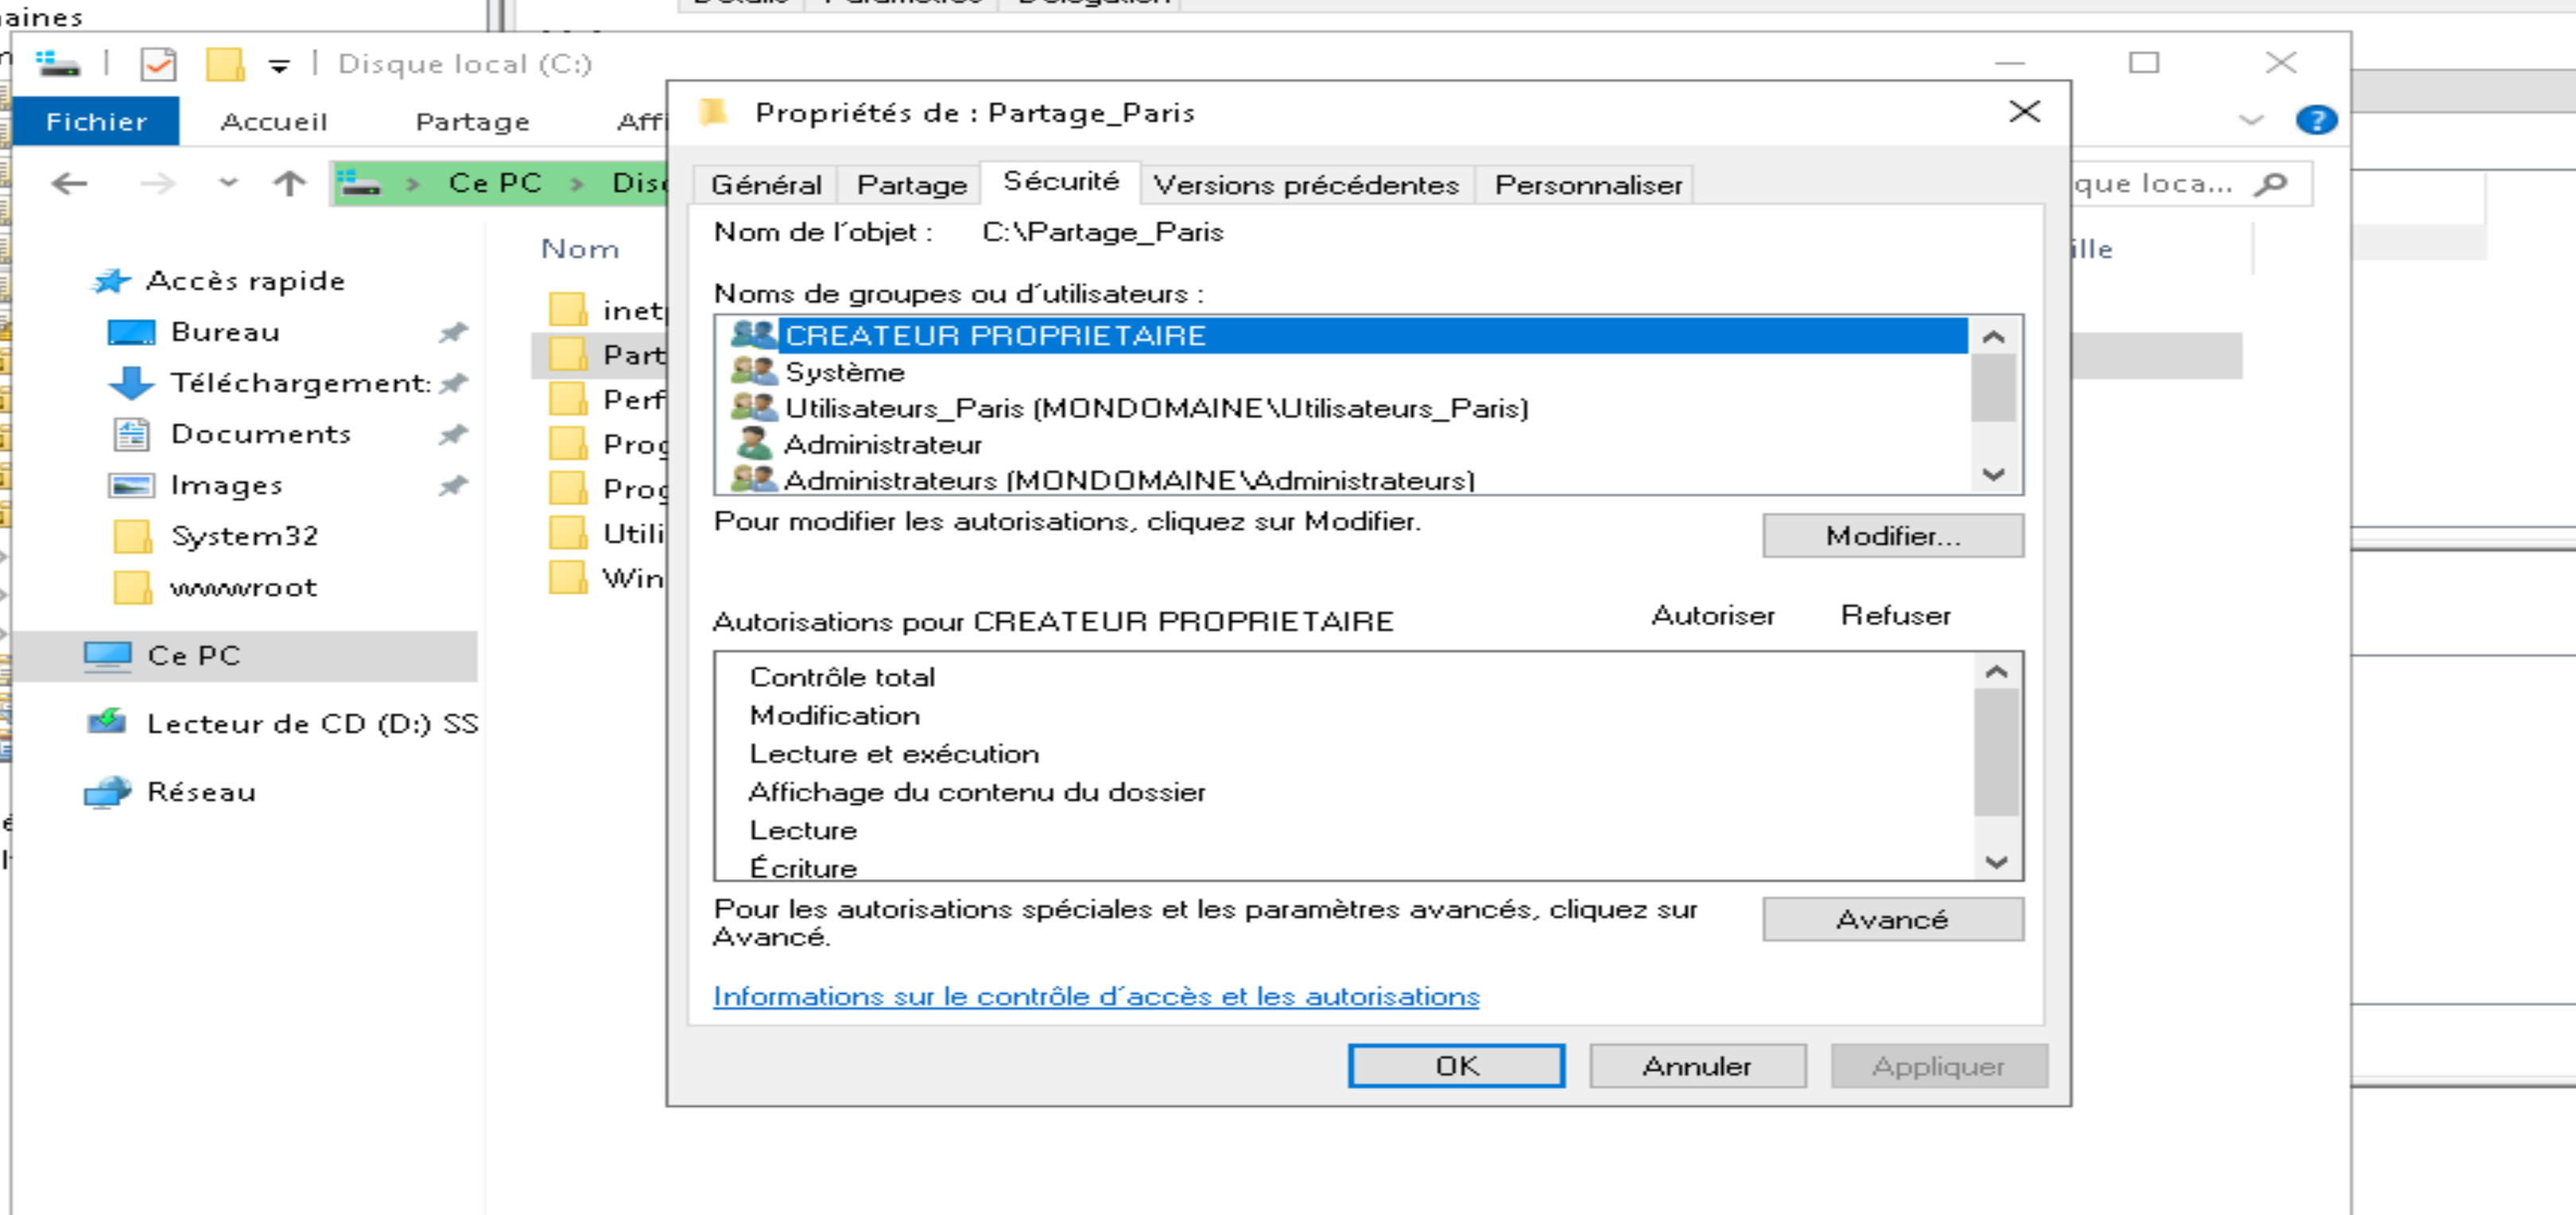 aines
Détails Paramètres Délégation
Disque local (C:)
Fichier Accueil Partage Affi
Ce PC Disq
que loca...
Accès rapide
Bureau
Téléchargement:
Documents
Images
System32
wwwroot
Ce PC
Lecteur de CD (D:) SS
Réseau
Nom
ille
inet
Part
Perf
Prog
Prog
Utili
Win
Propriétés de : Partage_Paris
Général Partage Sécurité Versions précédentes Personnaliser
Nom de l'objet : C:\Partage_Paris
Noms de groupes ou d'utilisateurs :
CREATEUR PROPRIETAIRE
Système
Utilisateurs_Paris (MONDOMAINE\Utilisateurs_Paris)
Administrateur
Administrateurs (MONDOMAINE\Administrateurs)
Pour modifier les autorisations, cliquez sur Modifier.
Modifier...
Autorisations pour CREATEUR PROPRIETAIRE Autoriser Refuser
Contrôle total
Modification
Lecture et exécution
Affichage du contenu du dossier
Lecture
Écriture
Pour les autorisations spéciales et les paramètres avancés, cliquez sur
Avancé.
Avancé
Informations sur le contrôle d'accès et les autorisations
OK Annuler Appliquer